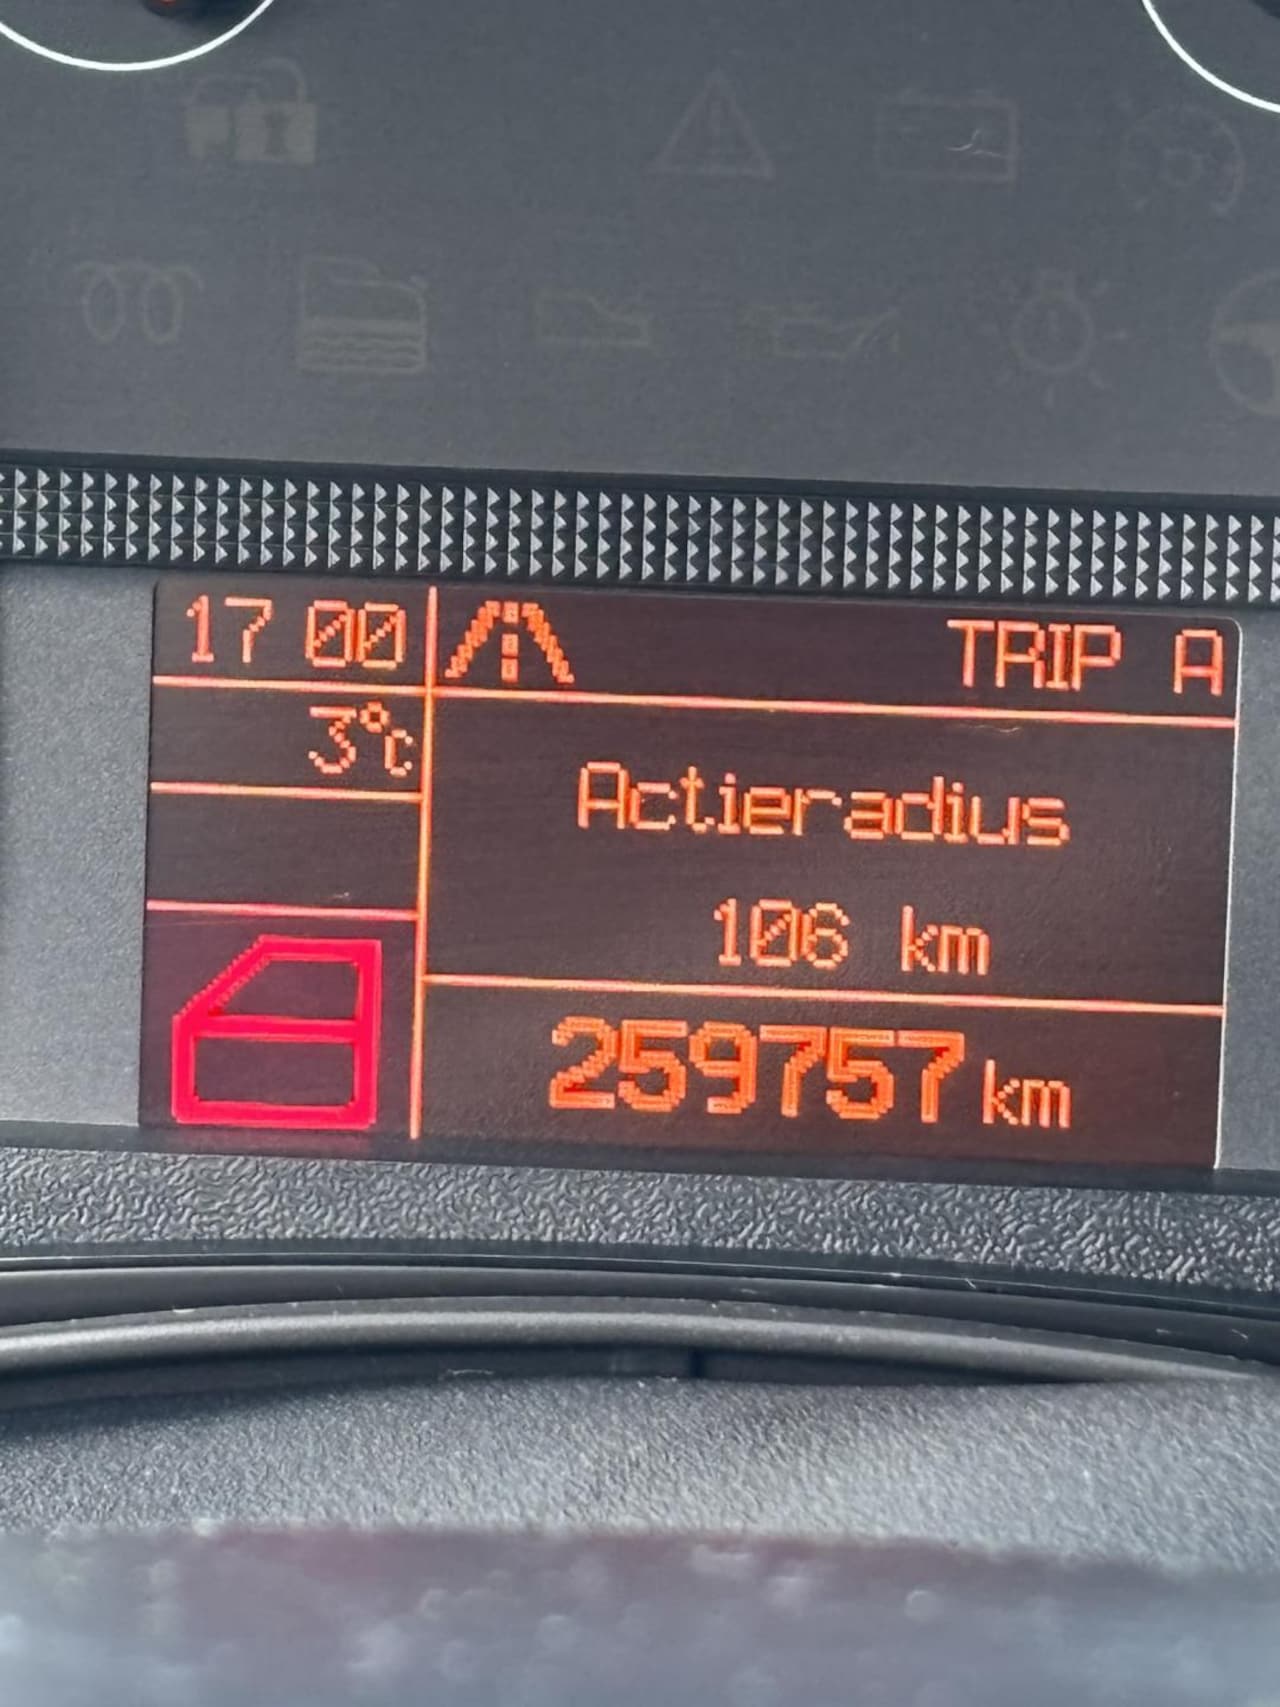 17 00
TRIP A
3°c
Actieradius
106 km
259757 km